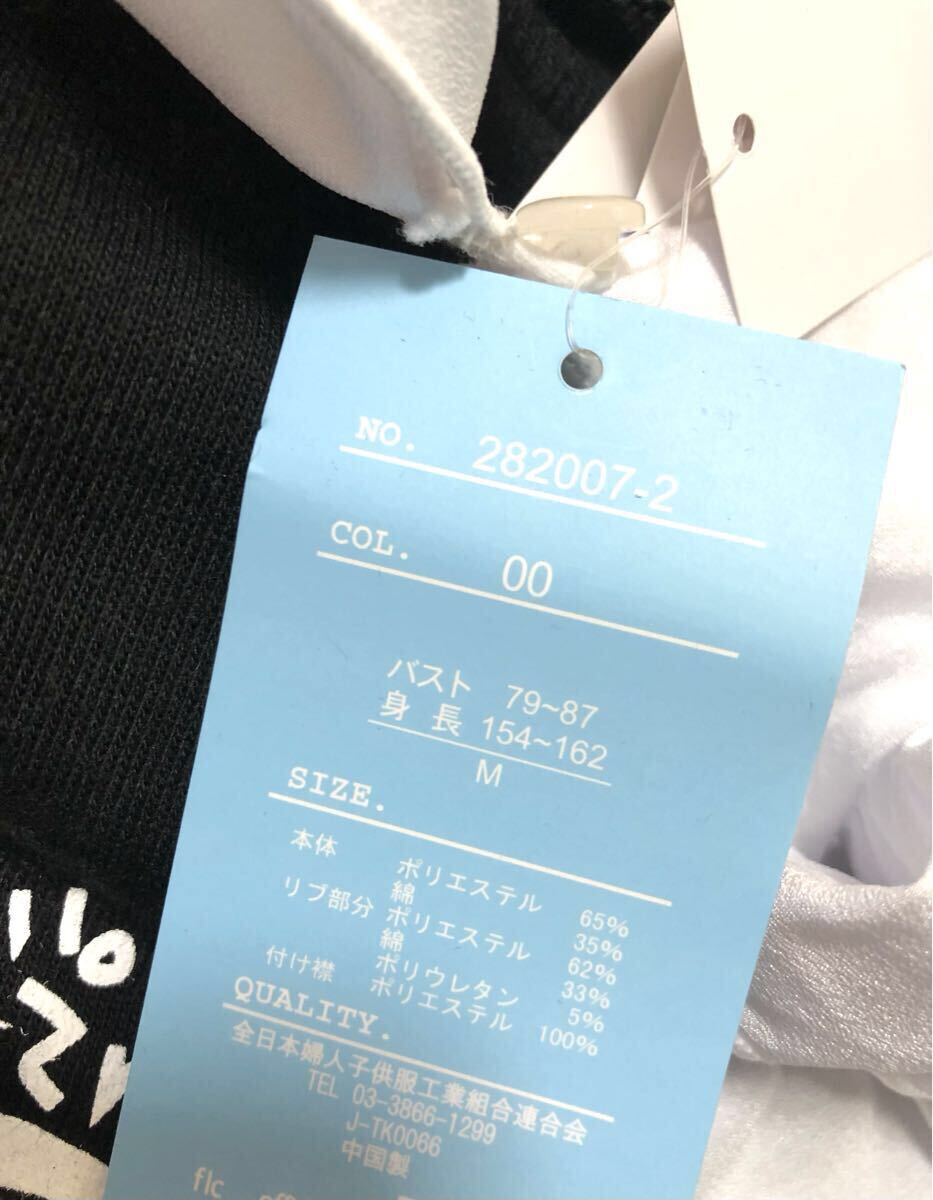 NO. 282007-2
COL. 00
バスト 79~87
身長 154~162
M
SIZE.
本体 ポリエステル 65%
綿 35%
リブ部分 ポリエステル 62%
綿 33%
ポリウレタン 5%
付け襟 ポリエステル 100%
QUALITY.
全日本婦人子供服工業組合連合会
TEL 03-3866-1299
J-TK0066
中国製
flc